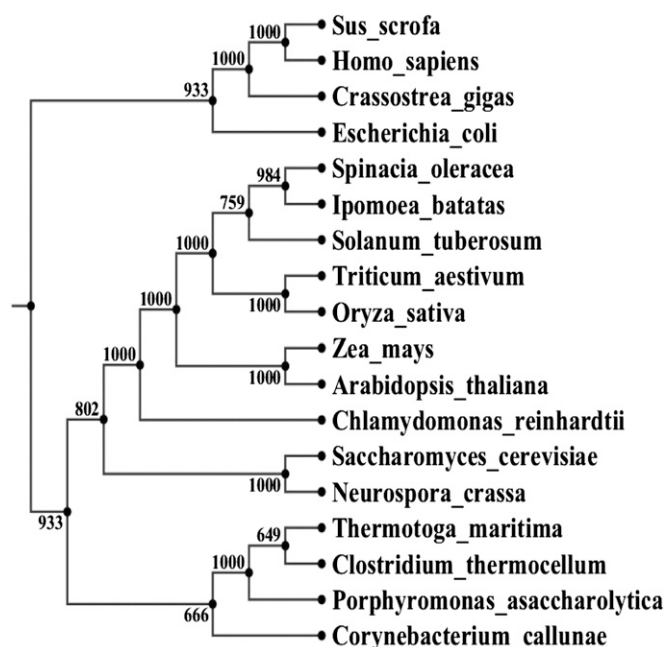 Sus_scrofa
1000
Homo_sapiens
1000
Crassostrea_gigas
933
Escherichia_coli
Spinacia_oleracea
984
Ipomoea_batatas
759
Solanum_tuberosum
1000
Triticum_aestivum
1000
Oryza_sativa
1000
Zea_mays
1000
Arabidopsis_thaliana
1000
Chlamydomonas_reinhardtii
802
Saccharomyces_cerevisiae
1000
Neurospora_crassa
933
Thermotoga_maritima
649
Clostridium_thermocellum
1000
Porphyromonas_asaccharolytica
666
Corynebacterium_callunae